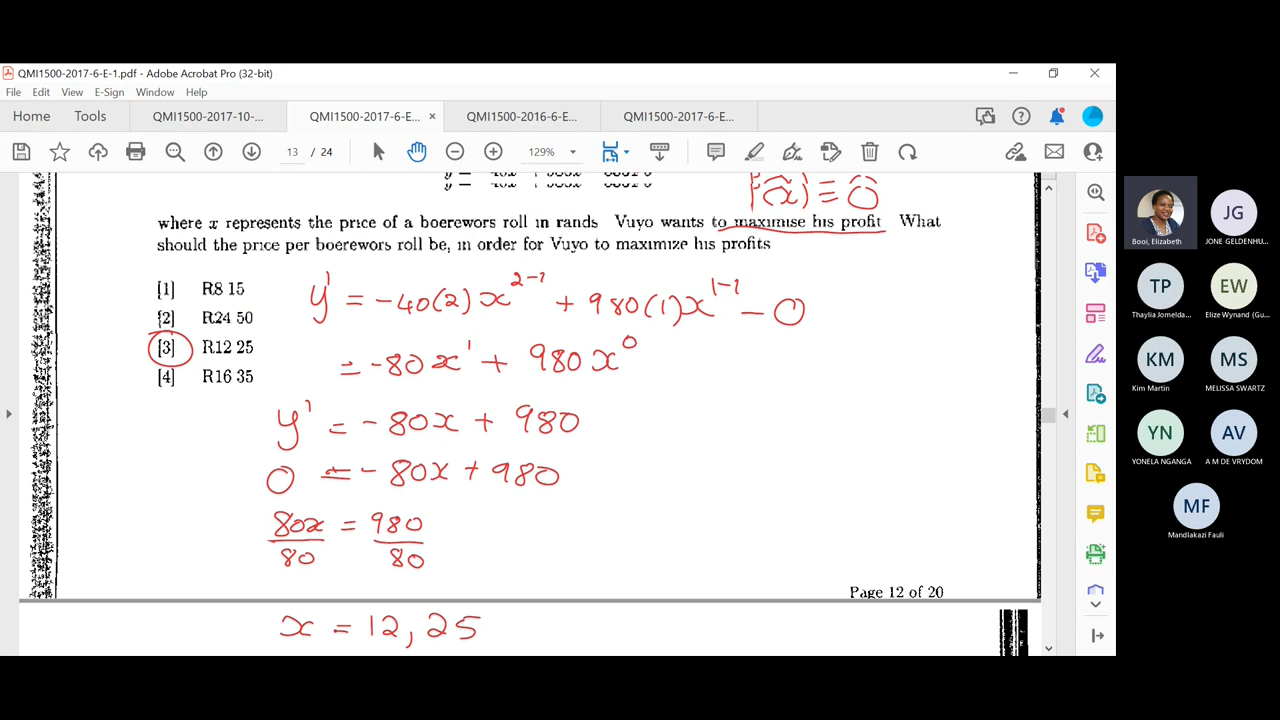 QMI1500-2017-6-E-1.pdf - Adobe Acrobat Pro (32-bit)
File Edit View E-Sign Window Help
Home Tools QMI1500-2017-10-... QMI1500-2017-6-E... × QMI1500-2016-6-E... QMI1500-2017-6-E...
13 / 24 129%
where x represents the price of a boerewors roll in rands Vuyo wants to maximise his profit What
should the price per boerewors roll be, in order for Vuyo to maximize his profits
[1] R8 15
[2] R24 50
[3] R12 25
[4] R16 35
y' = -40(2)x^2-1 + 980(1)x^1-1 - 0
= -80x^1 + 980x^0
y' = -80x + 980
0 = -80x + 980
80x/80 = 980/80
Page 12 of 20
x = 12,25
Booi, Elizabeth
JG
JONE GELDENHU...
TP
Thaylia Jomelda...
EW
Elize Wynand (Gu...
KM
Kim Martin
MS
MELISSA SWARTZ
YN
YONELA NGANGA
AV
A M DE VRYDOM
MF
Mandlakazi Fauli